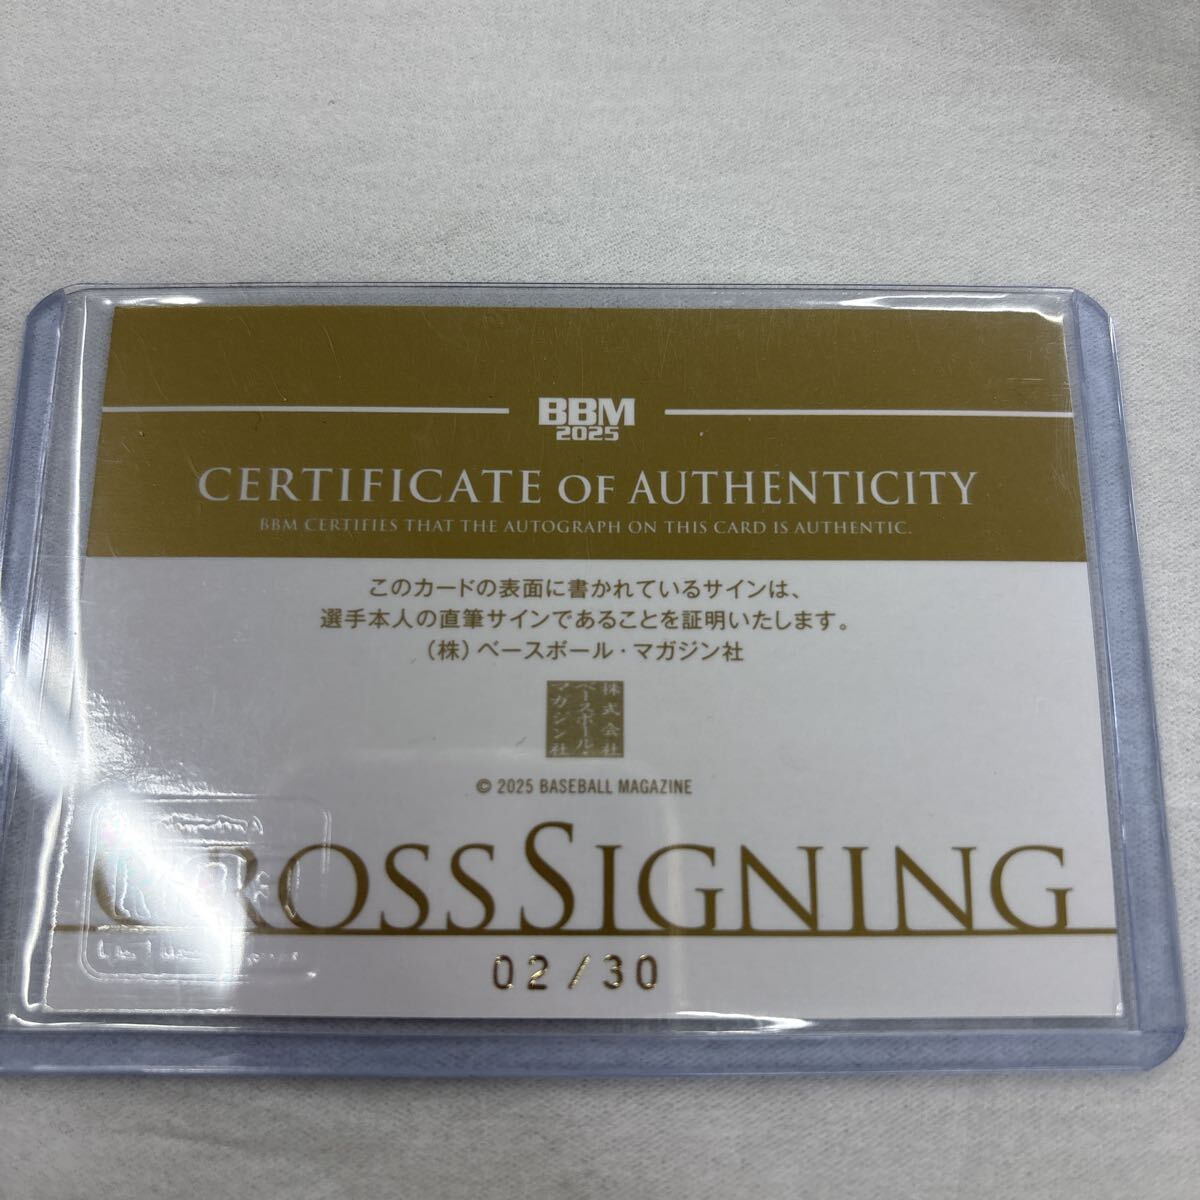 BBM
2025
CERTIFICATE OF AUTHENTICITY
BBM CERTIFIES THAT THE AUTOGRAPH ON THIS CARD IS AUTHENTIC.
このカードの表面に書かれているサインは、
選手本人の直筆サインであることを証明いたします。
（株）ベースボール・マガジン社
株式会社
ベースボール・
マガジン社
© 2025 BASEBALL MAGAZINE
CROSSSIGNING
02/30